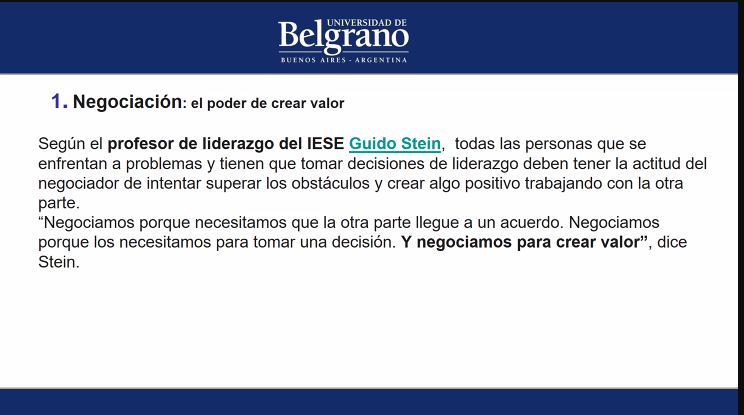 UNIVERSIDAD DE
Belgrano
BUENOS AIRES - ARGENTINA
1. Negociación: el poder de crear valor
Según el profesor de liderazgo del IESE Guido Stein, todas las personas que se
enfrentan a problemas y tienen que tomar decisiones de liderazgo deben tener la actitud del
negociador de intentar superar los obstáculos y crear algo positivo trabajando con la otra
parte.
“Negociamos porque necesitamos que la otra parte llegue a un acuerdo. Negociamos
porque los necesitamos para tomar una decisión. Y negociamos para crear valor”, dice
Stein.